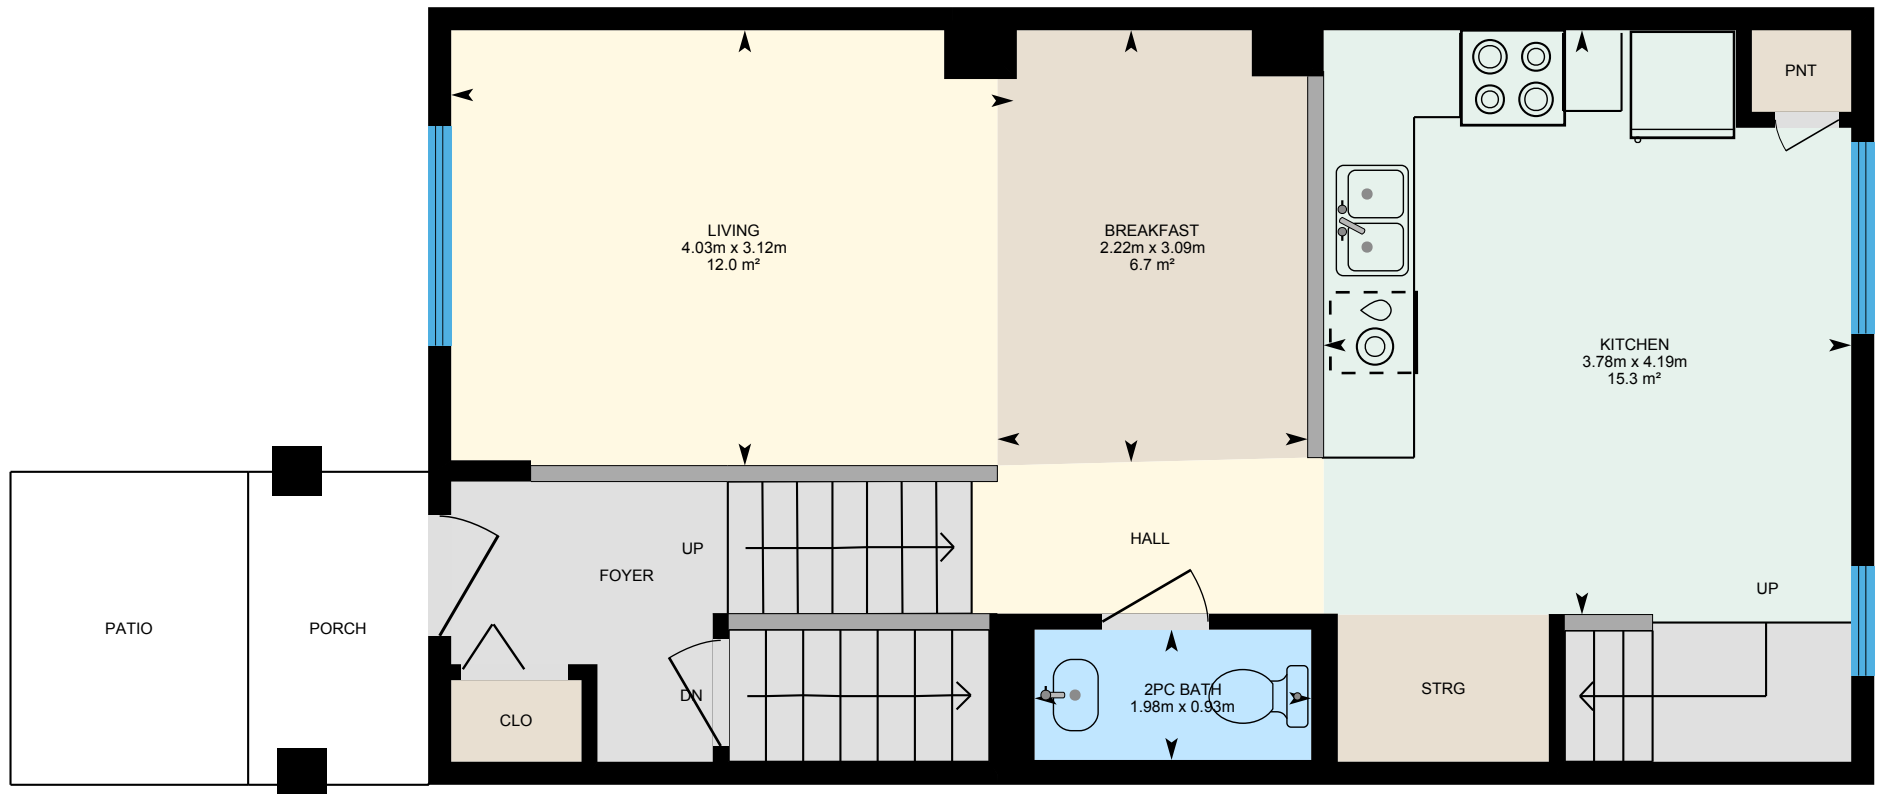 PNT
LIVING
4.03m x 3.12m
12.0 m²
BREAKFAST
2.22m x 3.09m
6.7 m²
KITCHEN
3.78m x 4.19m
15.3 m²
UP
HALL
FOYER
UP
PATIO
PORCH
DN
2PC BATH
1.98m x 0.93m
STRG
CLO